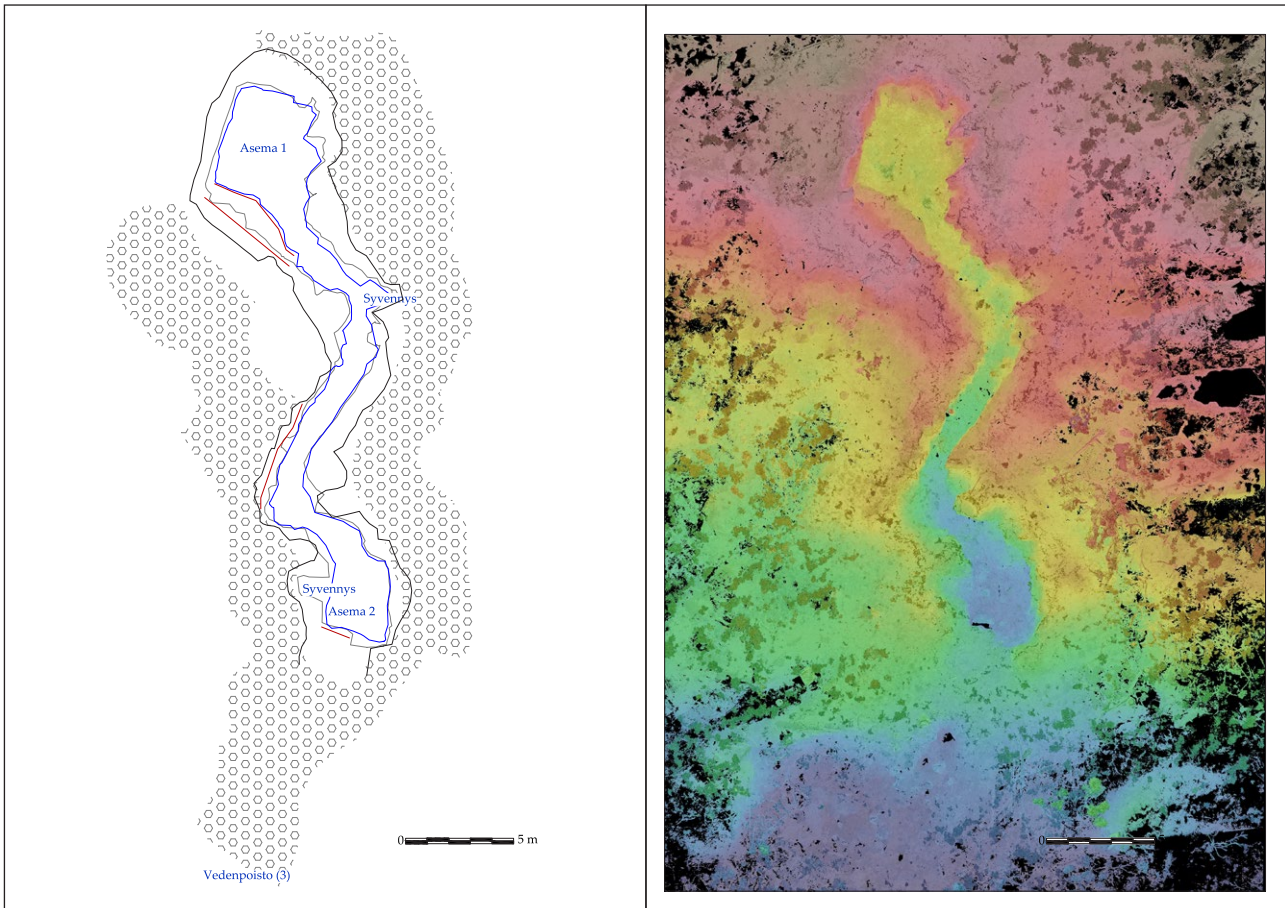 Asema 1
Syvennys
Syvennys
Asema 2
0 5 m
Vedenpoisto (3)
0